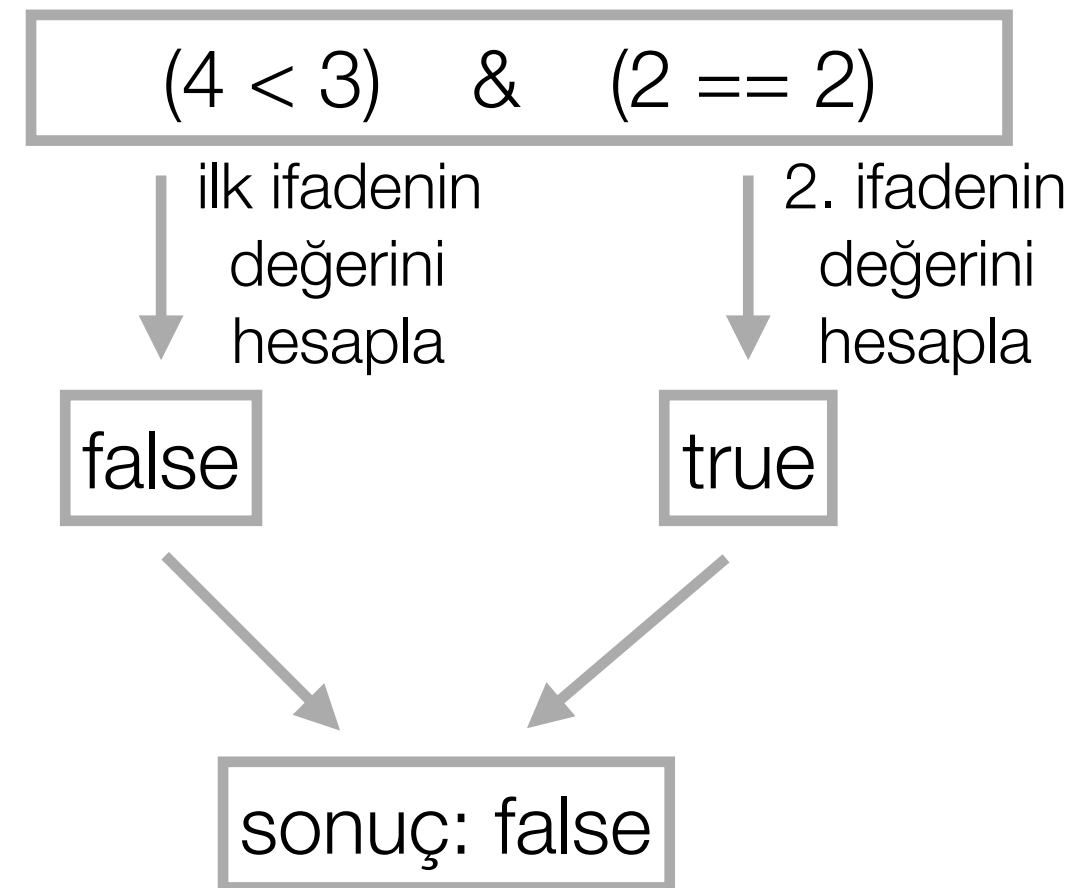 (4 < 3) & (2 == 2)
ilk ifadenin
değerini
hesapla
2. ifadenin
değerini
hesapla
false
true
sonuç: false